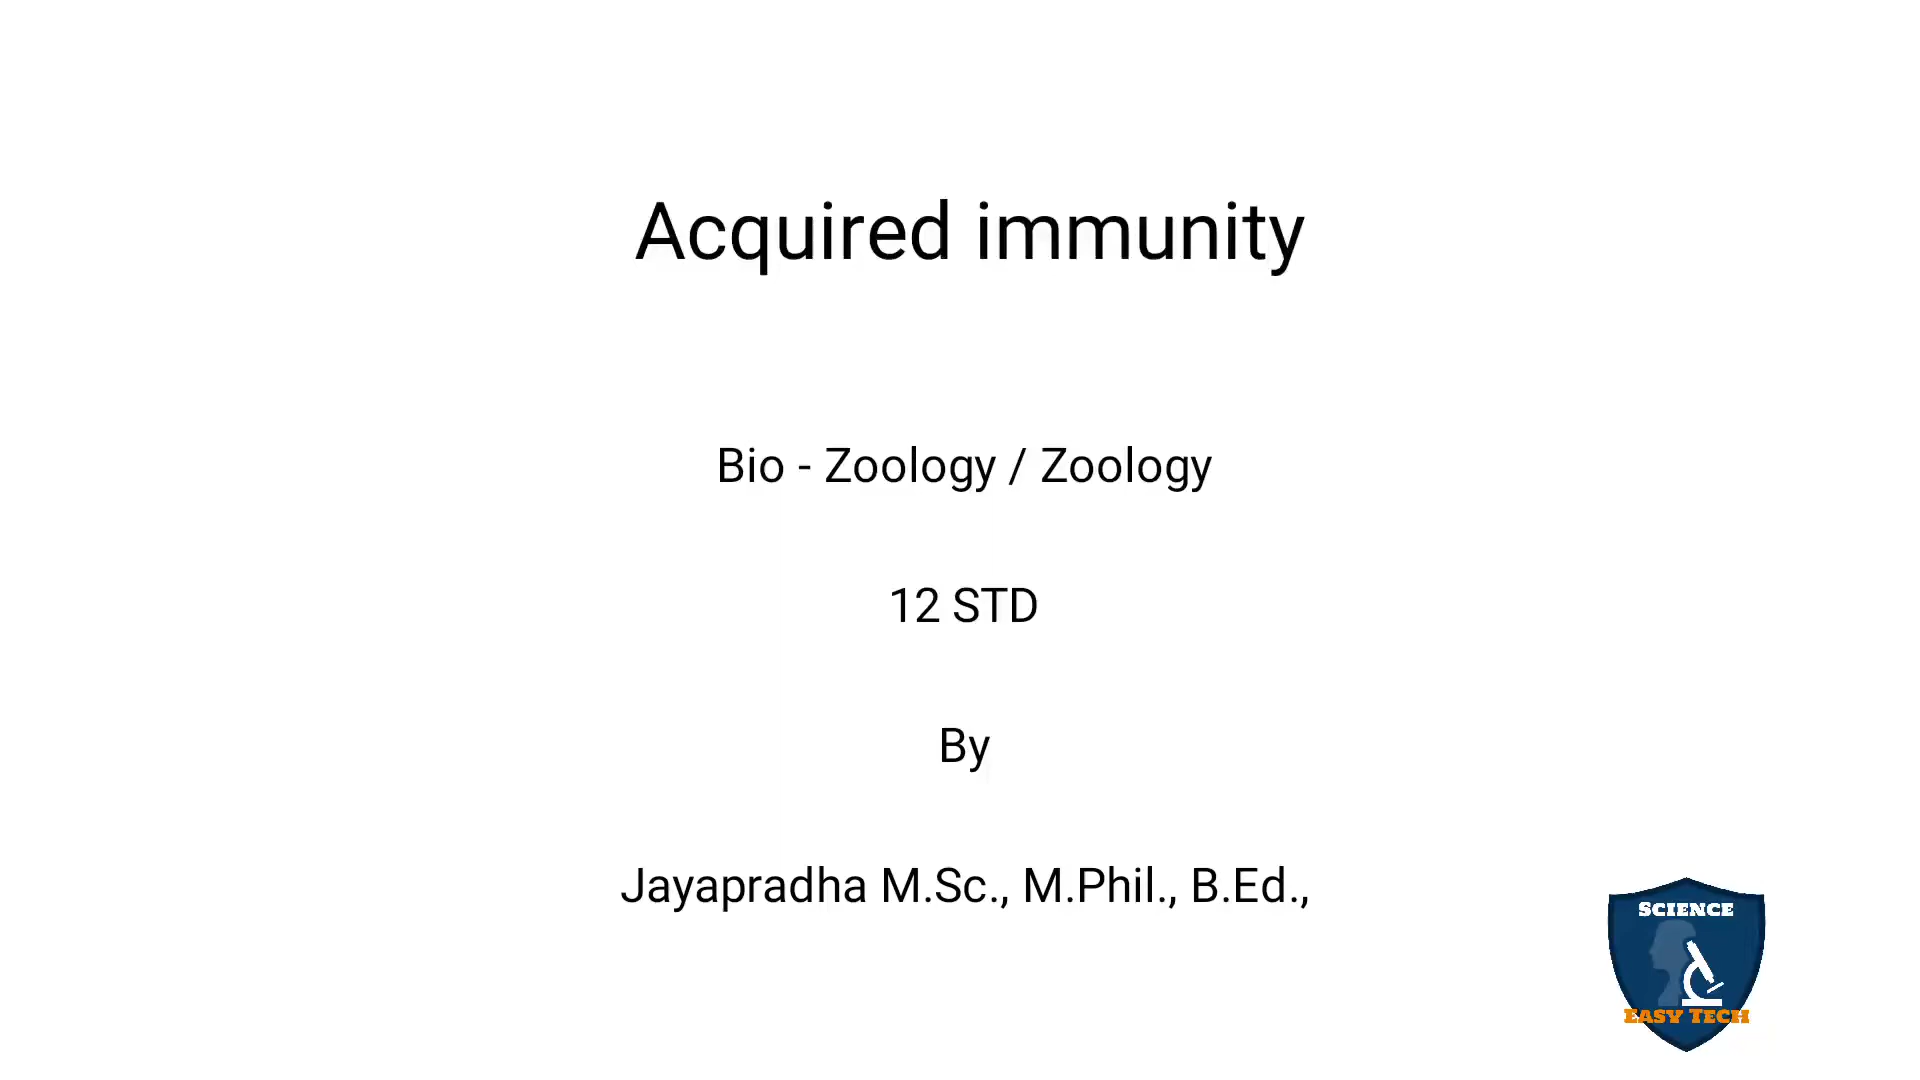 Acquired immunity
Bio - Zoology / Zoology
12 STD
By
Jayapradha M.Sc., M.Phil., B.Ed.,
SCIENCE
EASY TECH